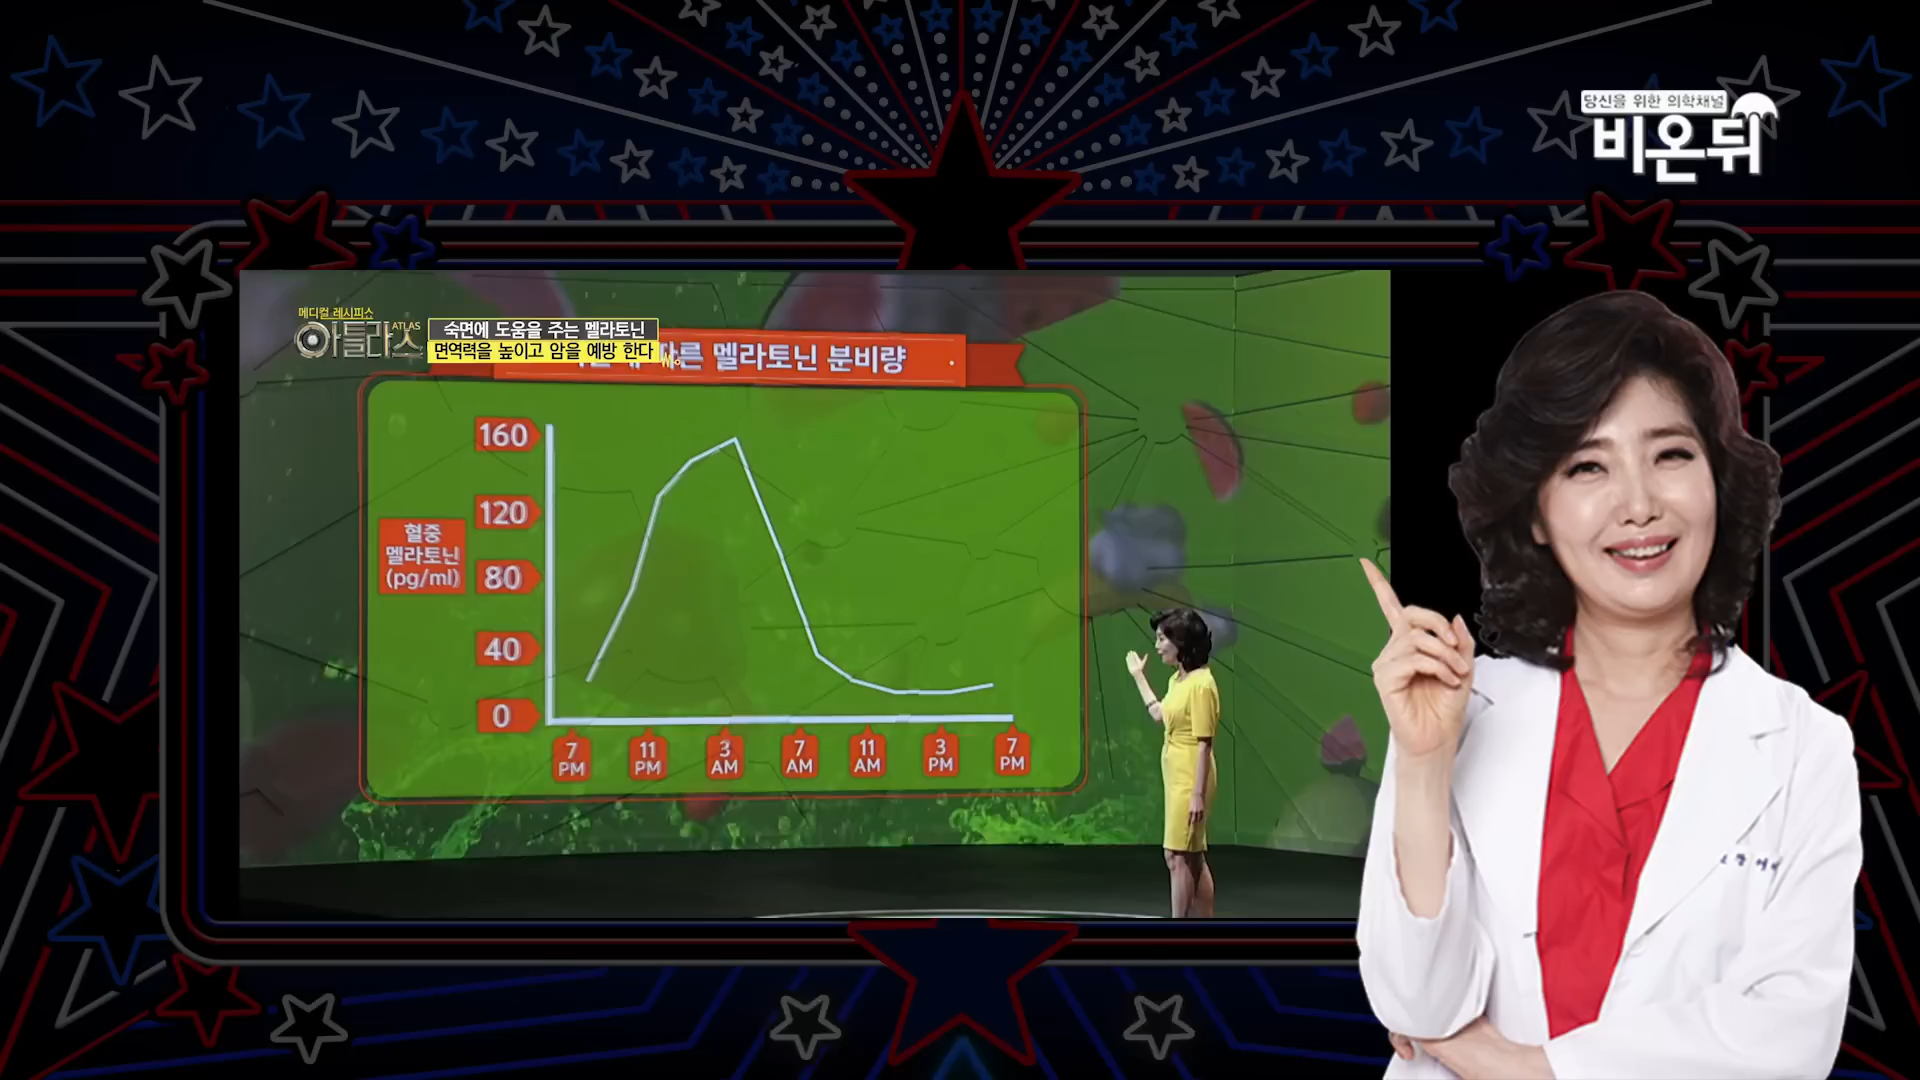 당신을 위한 의학채널
비온뒤
메디컬 레시피쇼
아틀라스
ATLAS
숙면에 도움을 주는 멜라토닌
면역력을 높이고 암을 예방 한다
따른 멜라토닌 분비량
160
120
80
40
0
혈중
멜라토닌
(pg/ml)
7 PM
11 PM
3 AM
7 AM
11 AM
3 PM
7 PM